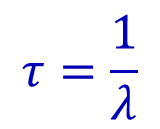 τ = 1/λ